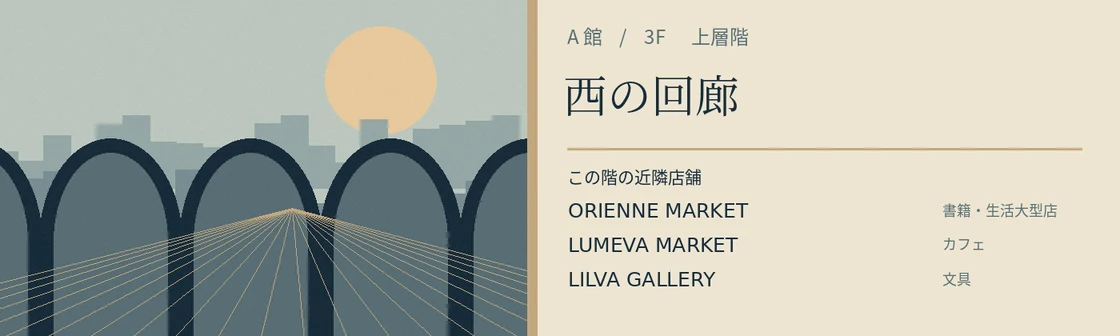 A館 / 3F 上層階
西の回廊
この階の近隣店舗
ORIENNE MARKET 書籍・生活大型店
LUMEVA MARKET カフェ
LILVA GALLERY 文具